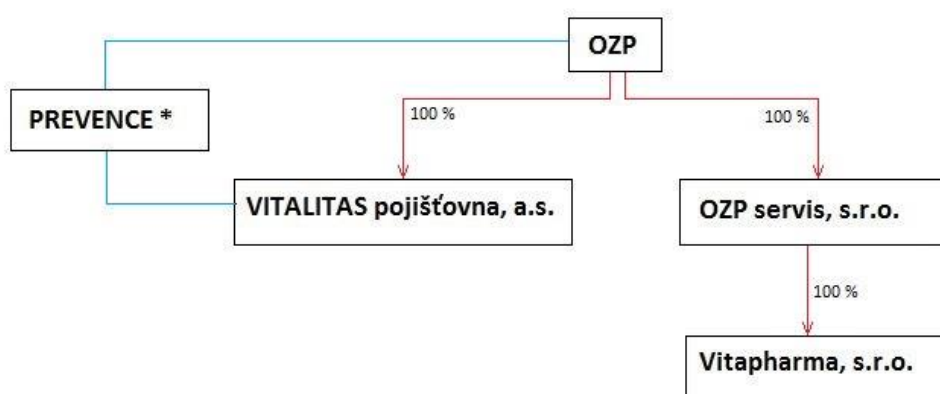 OZP
PREVENCE *
100 %
100 %
VITALITAS pojišťovna, a.s.
OZP servis, s.r.o.
100 %
Vitapharma, s.r.o.